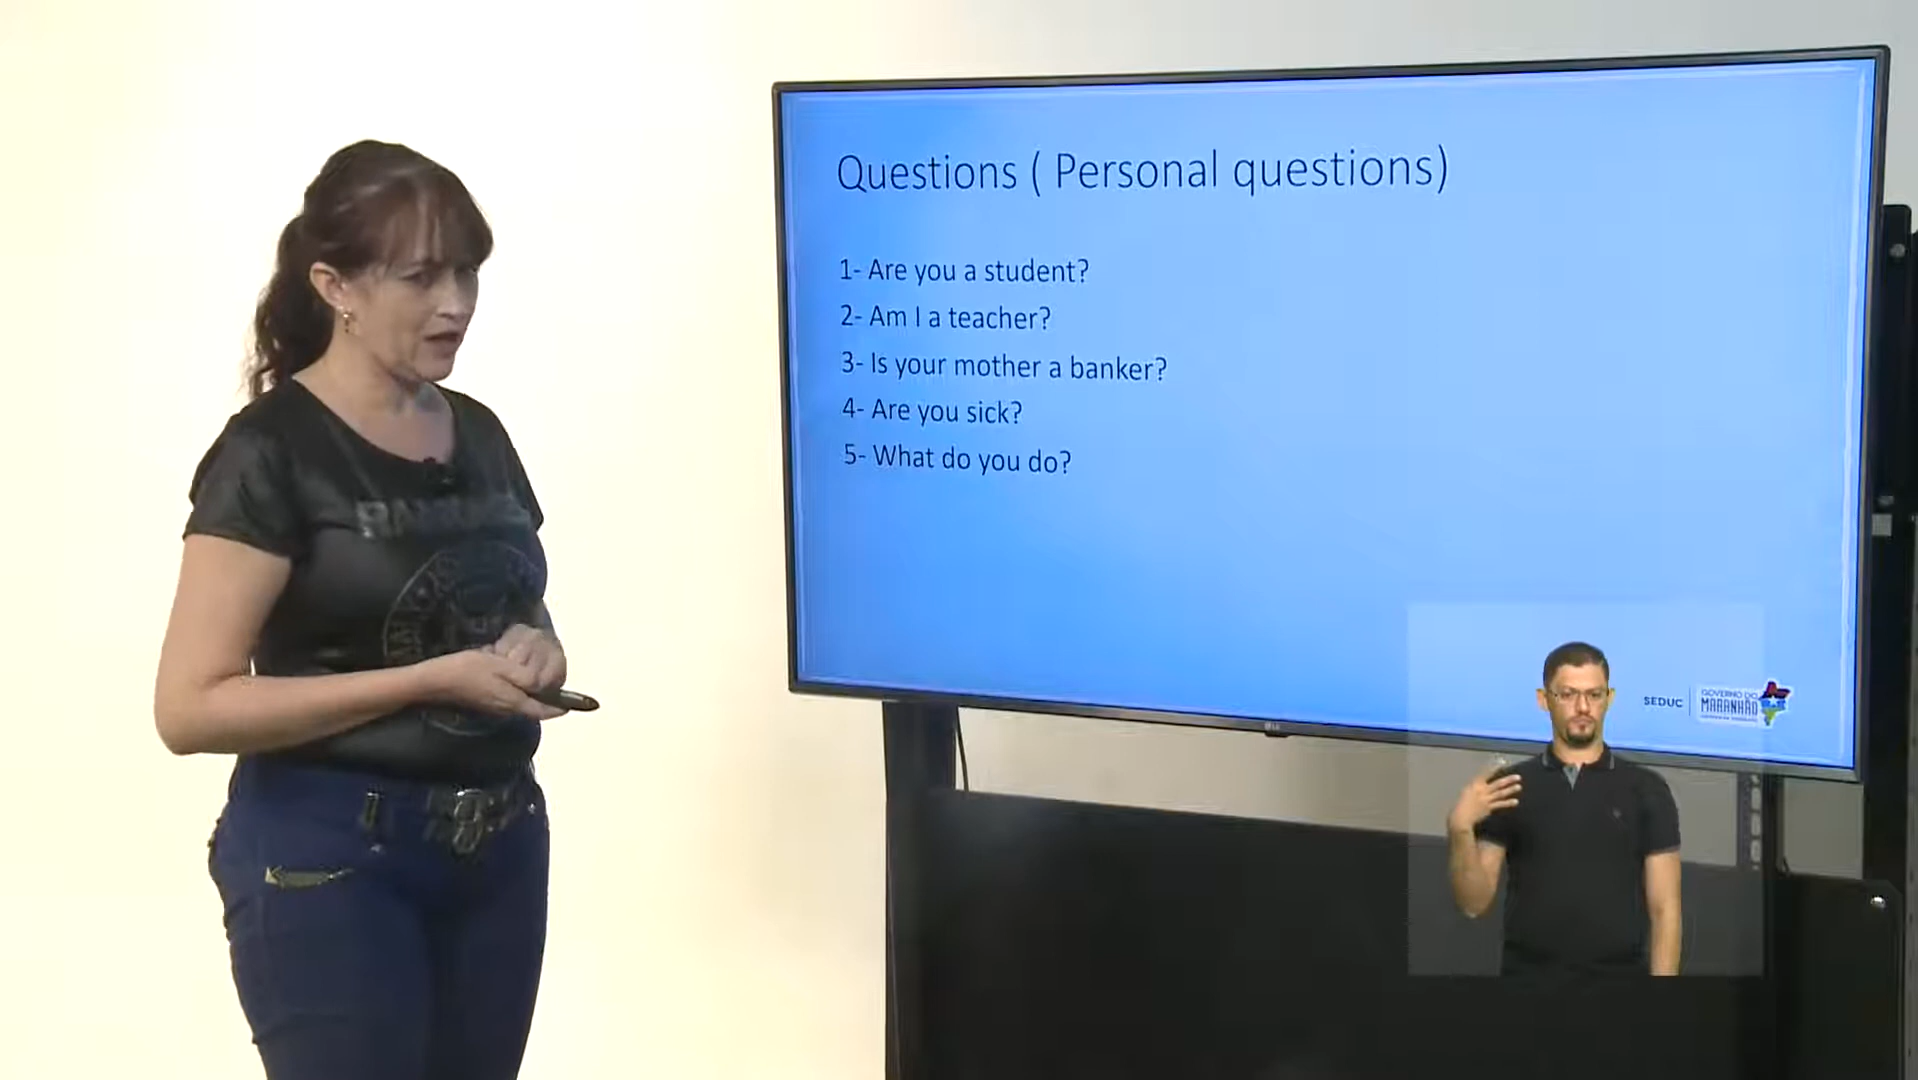 Questions ( Personal questions)
1- Are you a student?
2- Am I a teacher?
3- Is your mother a banker?
4- Are you sick?
5- What do you do?
SEDUC
GOVERNO DO
MARANHÃO
LG